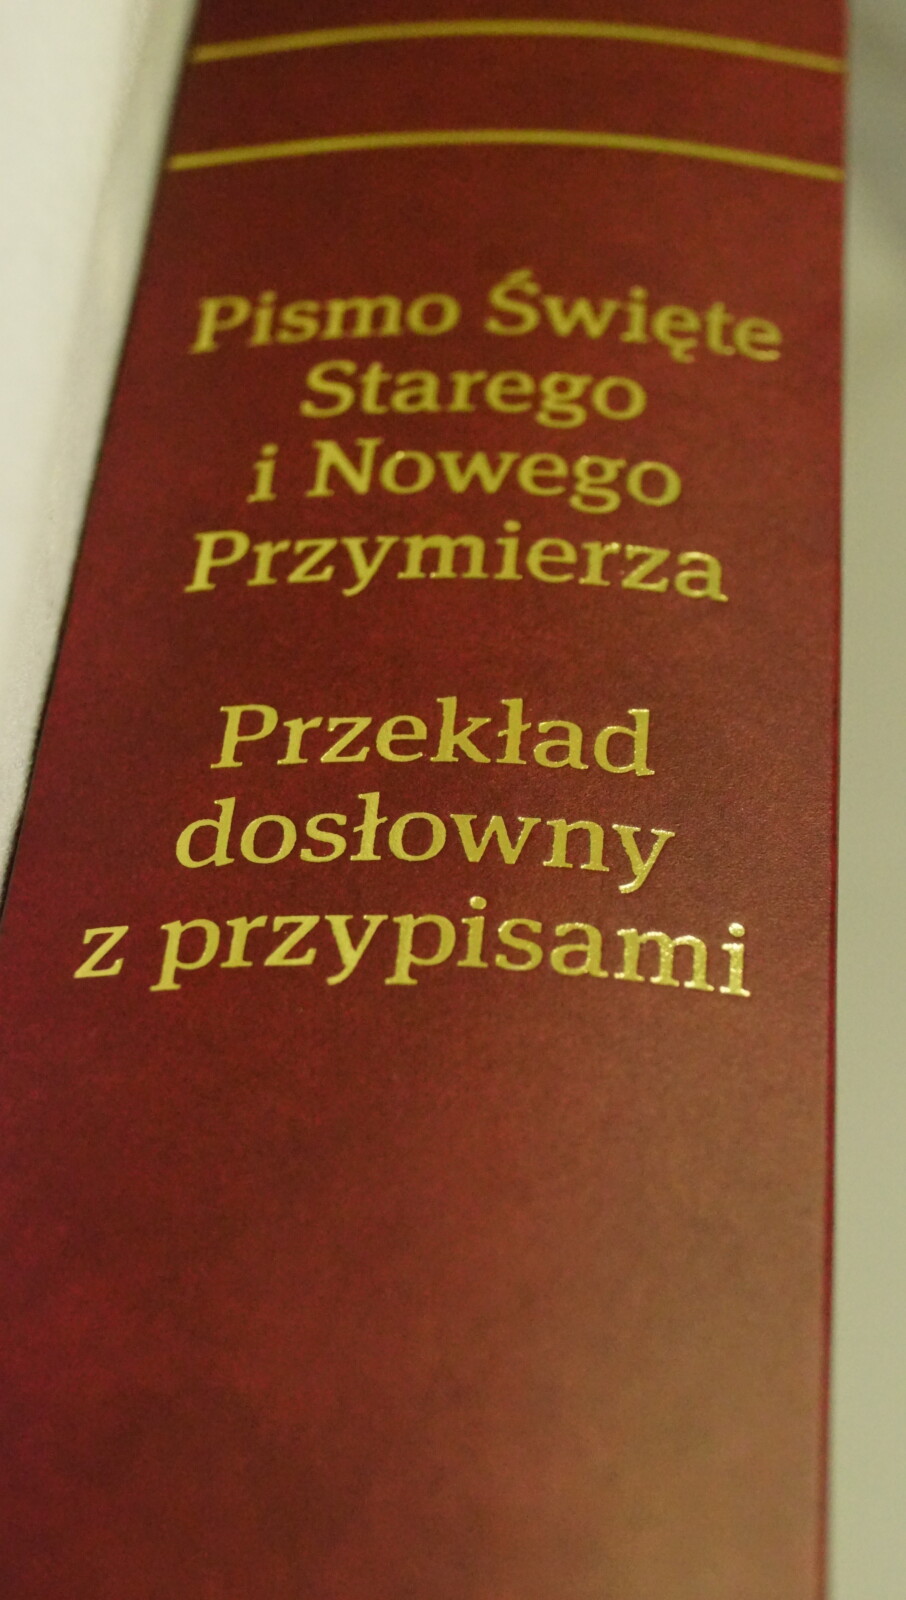 Pismo Święte
Starego
i Nowego
Przymierza
Przekład
dosłowny
z przypisami